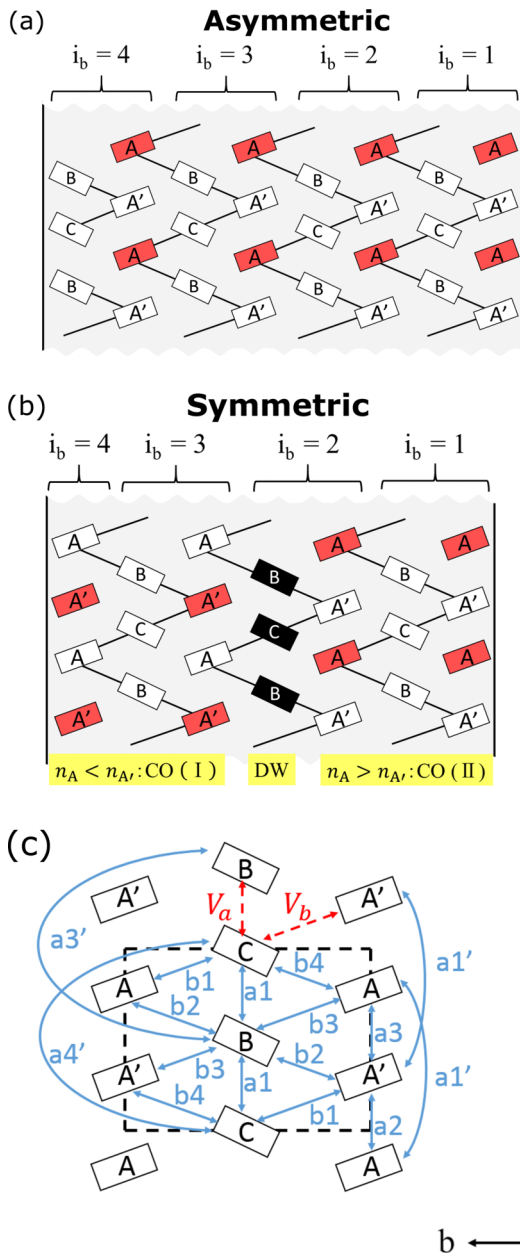 (a) Asymmetric
i_b = 4 i_b = 3 i_b = 2 i_b = 1
A A A A
B B B B
A' A' A' A'
C C C C
A A A A
B B B B
A' A' A' A'
(b) Symmetric
i_b = 4 i_b = 3 i_b = 2 i_b = 1
A A A A
B B B
A' A' A' A'
C C C
A A A A
B B B
A' A' A' A'
n_A < n_A' : CO ( I ) DW n_A > n_A' : CO ( II )
(c)
B
A' V_a V_b A'
a3' C a1'
b1 b4
A b2 a1 b3 A
a4' B a3
A' b3 b2 A' a1'
b4 a1 b1
C a2
A A
b